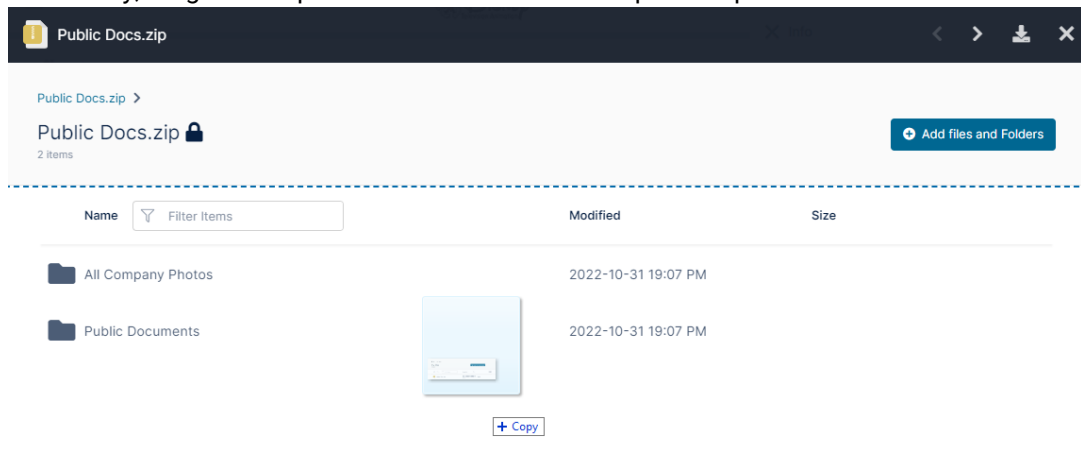 Public Docs.zip
Public Docs.zip >
Public Docs.zip
2 items
Add files and Folders
Name Filter Items Modified Size
All Company Photos 2022-10-31 19:07 PM
Public Documents 2022-10-31 19:07 PM
+ Copy